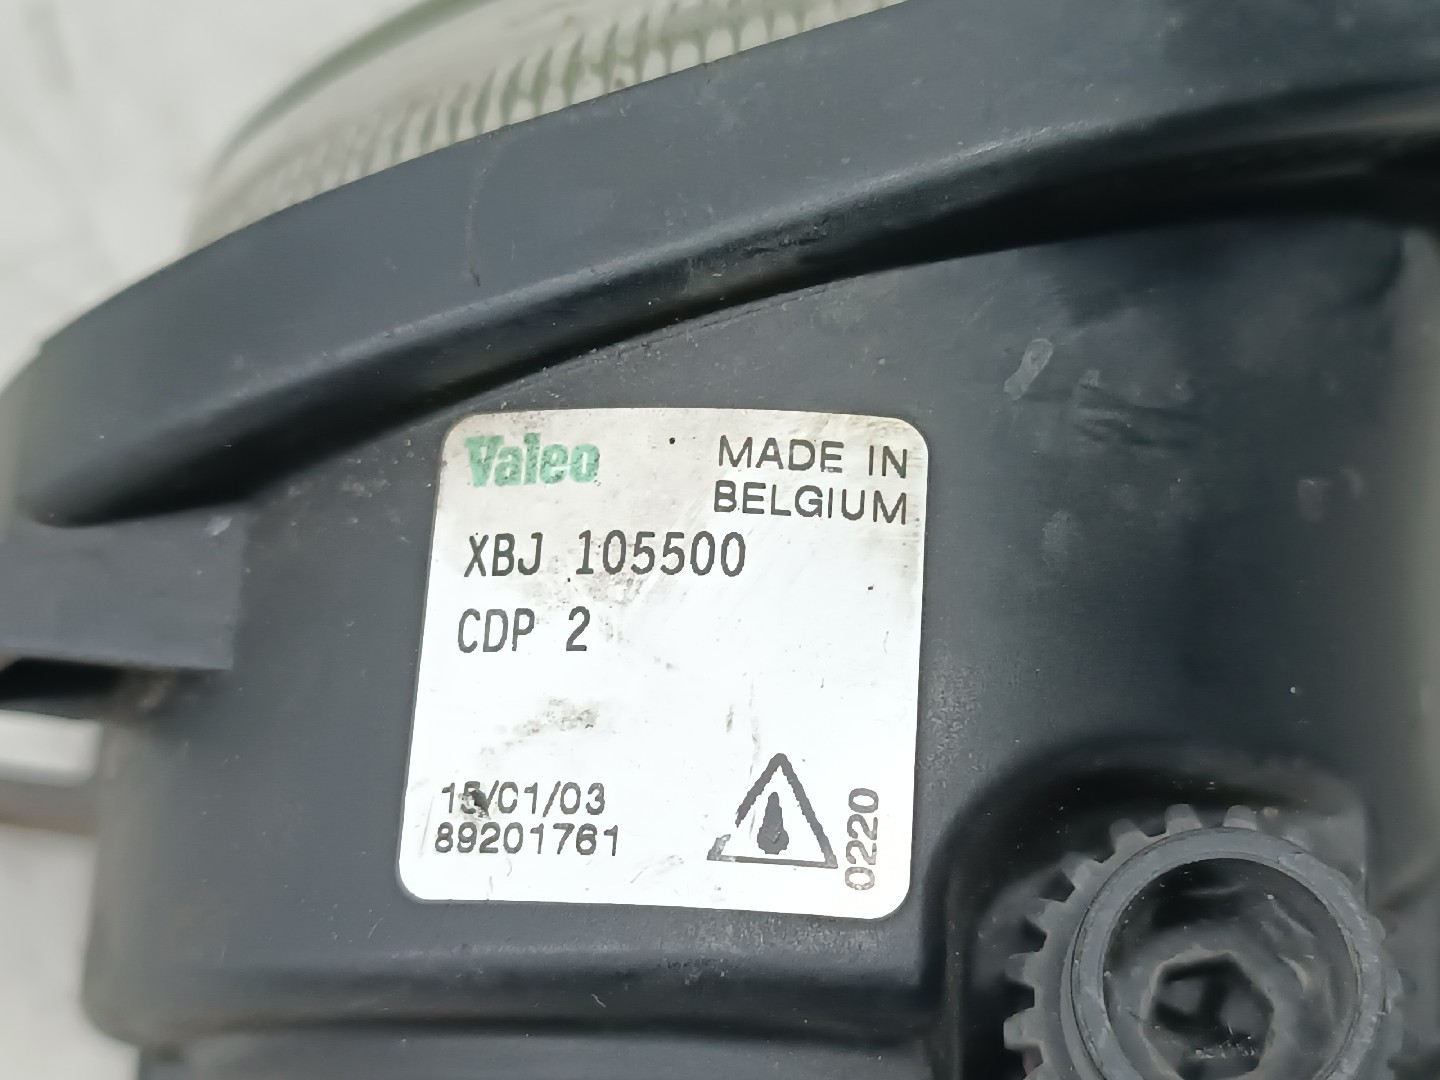 Valeo
MADE IN
BELGIUM
XBJ 105500
CDP 2
15/01/03
89201761
0220